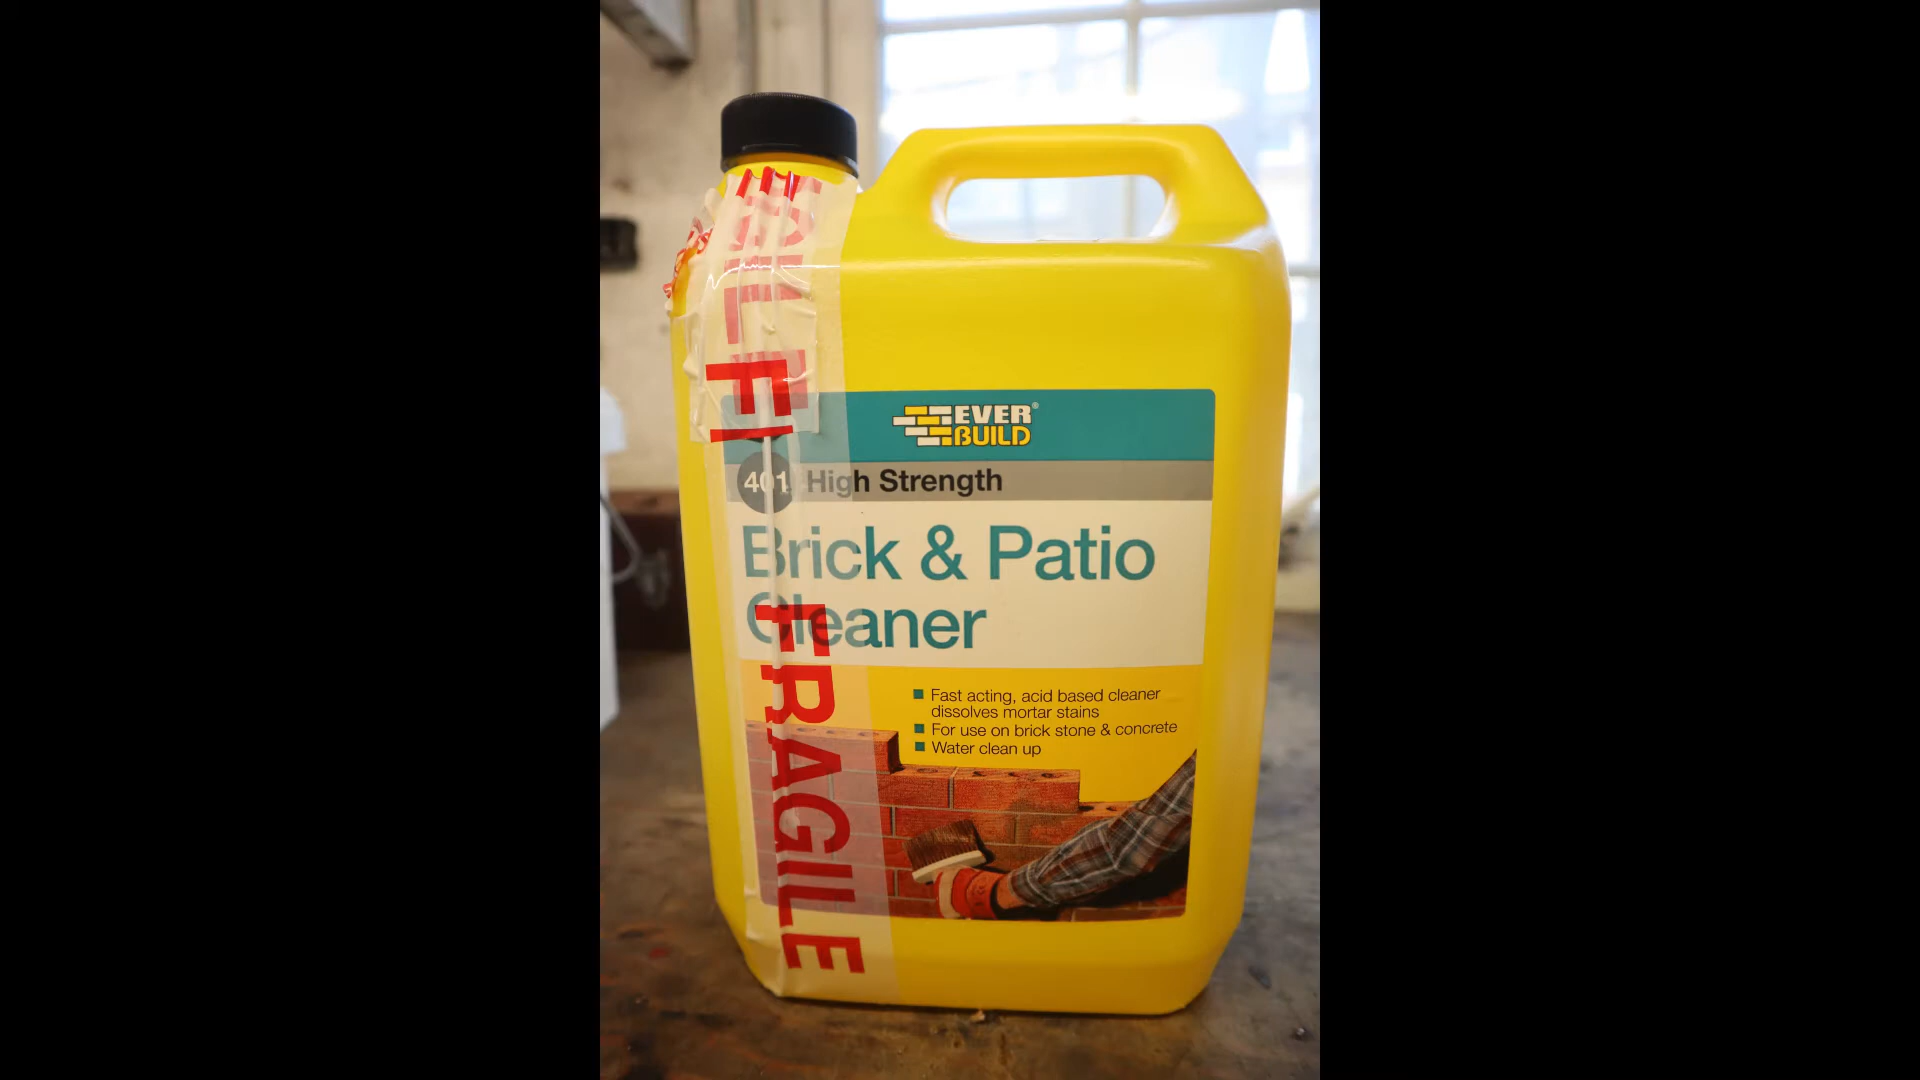 EVER
BUILD
401 High Strength
Brick & Patio
Cleaner
Fast acting, acid based cleaner
dissolves mortar stains
For use on brick stone & concrete
Water clean up
FRAGILE